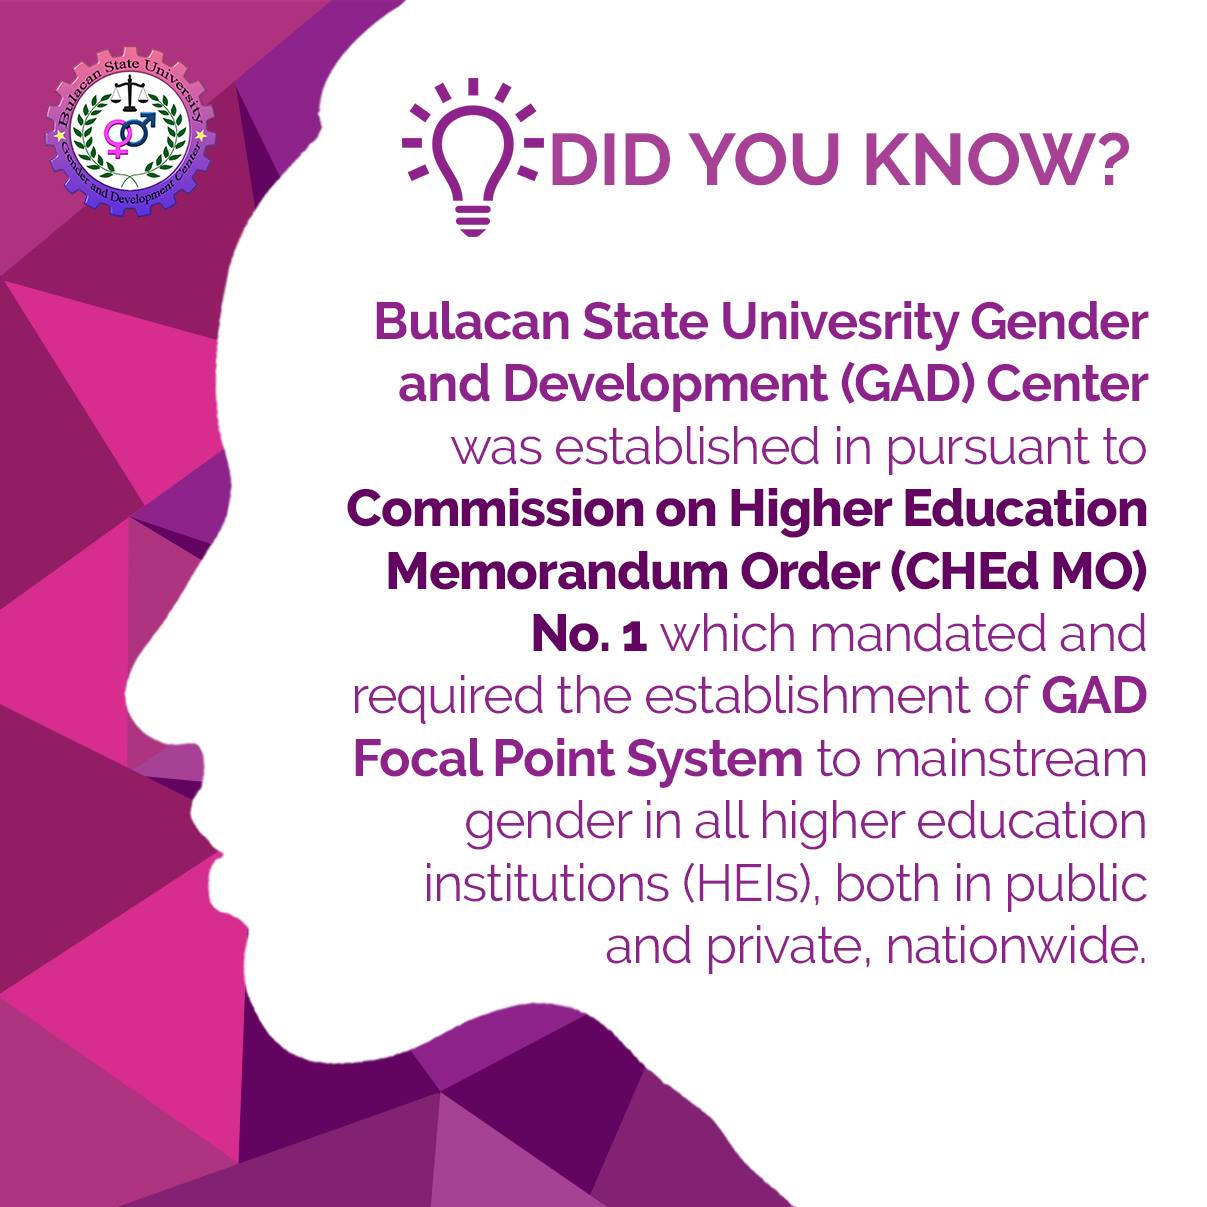 Bulacan State University
Gender and Development Center
DID YOU KNOW?
Bulacan State Univesrity Gender
and Development (GAD) Center
was established in pursuant to
Commission on Higher Education
Memorandum Order (CHEd MO)
No. 1 which mandated and
required the establishment of GAD
Focal Point System to mainstream
gender in all higher education
institutions (HEIs), both in public
and private, nationwide.